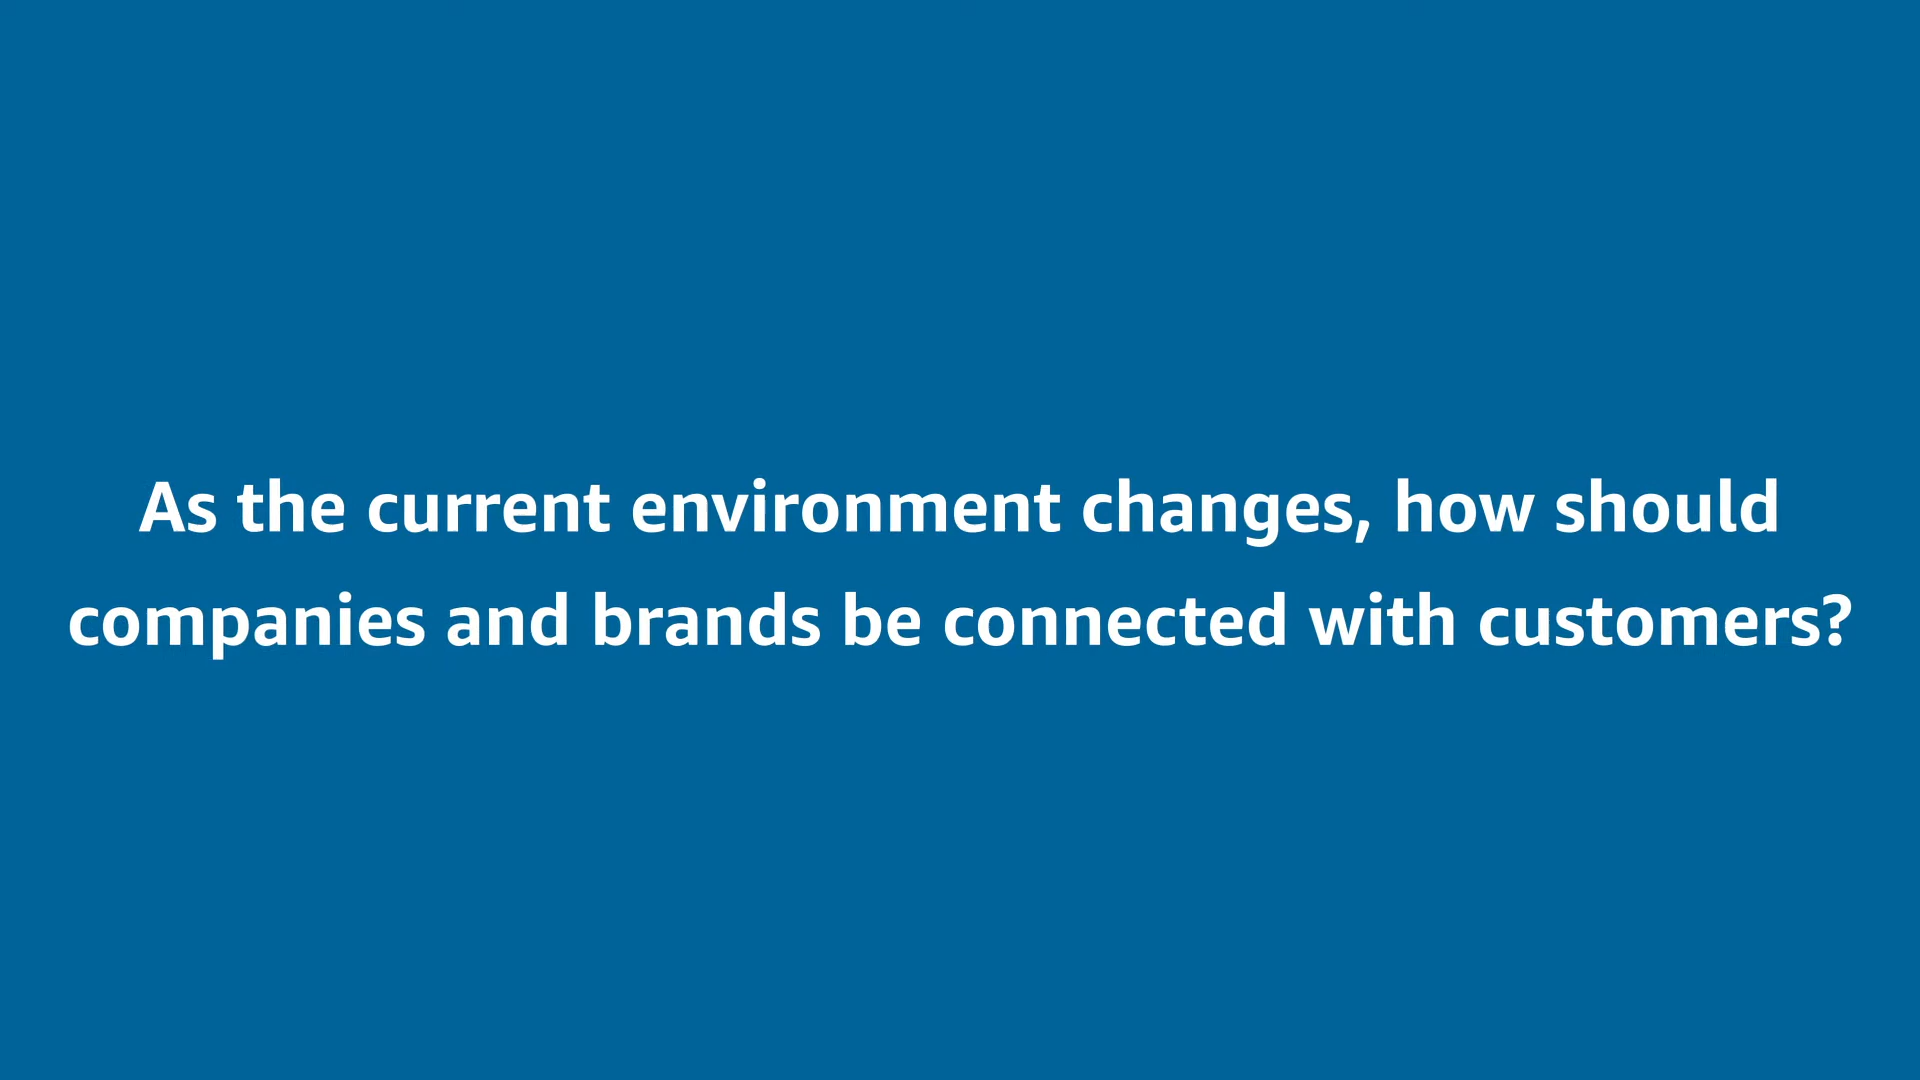 As the current environment changes, how should
companies and brands be connected with customers?